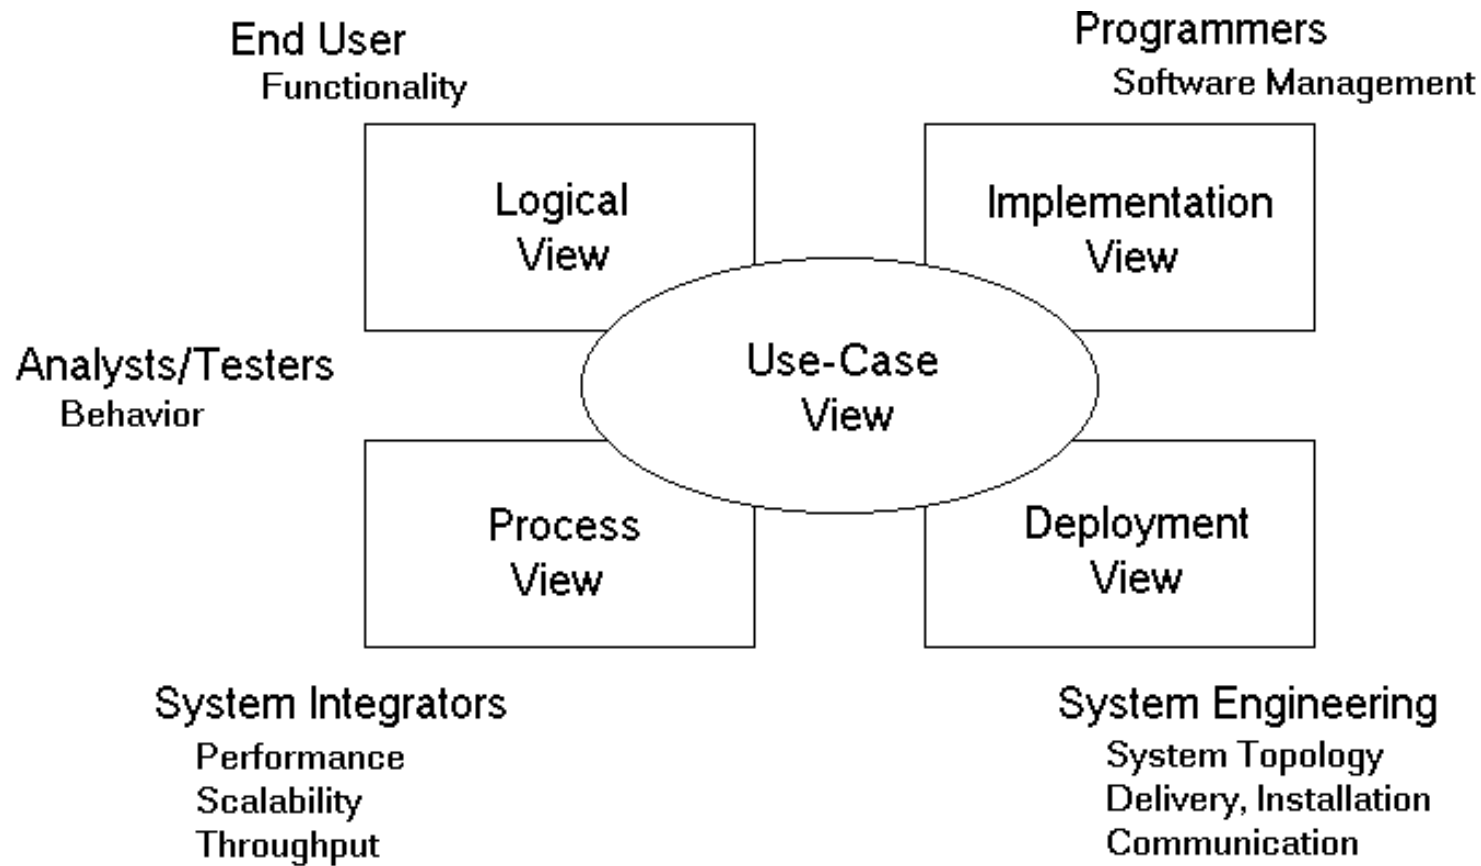 End User
Functionality
Programmers
Software Management
Logical
View
Implementation
View
Analysts/Testers
Behavior
Use-Case
View
Process
View
Deployment
View
System Integrators
Performance
Scalability
Throughput
System Engineering
System Topology
Delivery, Installation
Communication